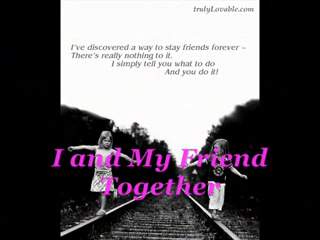 trulyLovable.com
I've discovered a way to stay friends forever –
There's really nothing to it.
I simply tell you what to do
And you do it!
I and My Friend
Together